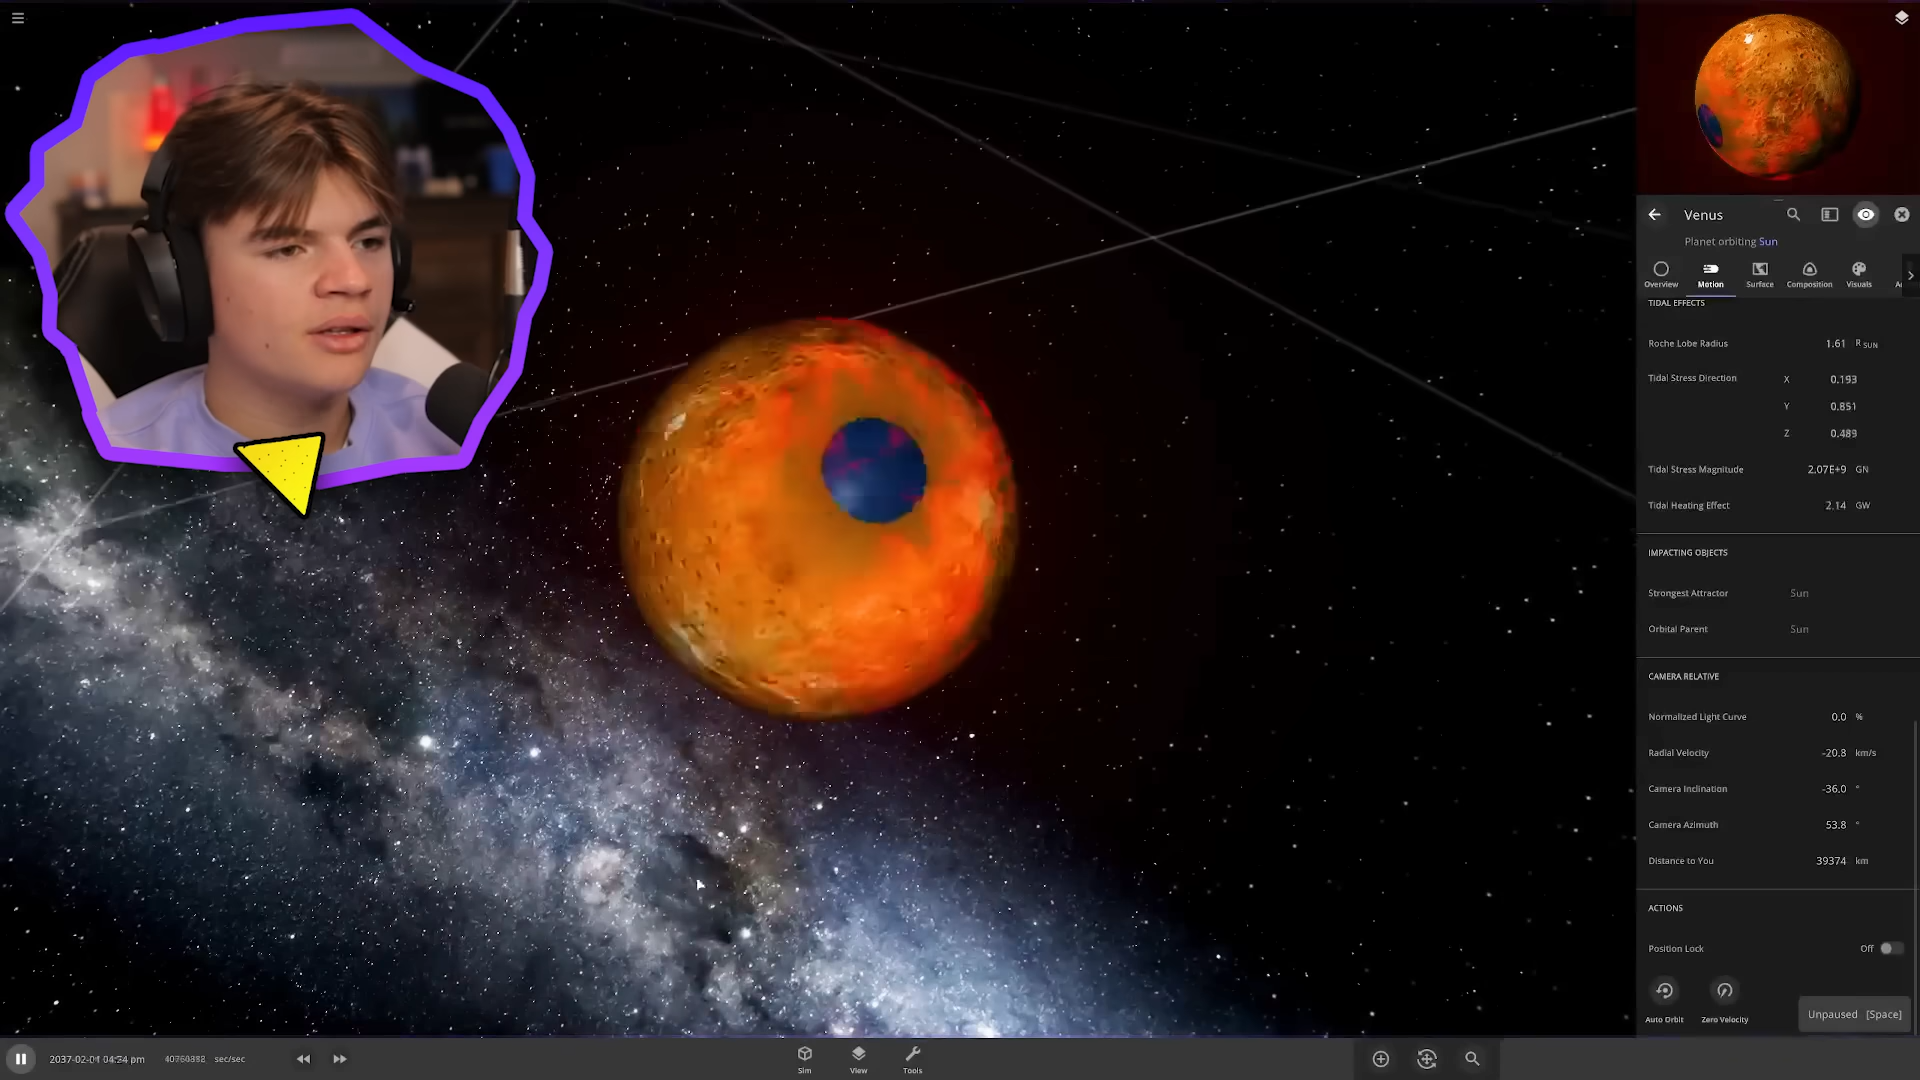 Venus
Planet orbiting Sun
Overview Motion Surface Composition Visuals
TIDAL EFFECTS
Roche Lobe Radius 1.61 R SUN
Tidal Stress Direction X 0.193
Y 0.851
Z 0.489
Tidal Stress Magnitude 2.07E+9 GN
Tidal Heating Effect 2.14 GW
IMPACTING OBJECTS
Strongest Attractor Sun
Orbital Parent Sun
CAMERA RELATIVE
Normalized Light Curve 0.0 %
Radial Velocity -20.8 km/s
Camera Inclination -36.0 °
Camera Azimuth 53.8 °
Distance to You 39374 km
ACTIONS
Position Lock Off
Auto Orbit Zero Velocity
Unpaused [Space]
sec/sec
Sim View Tools